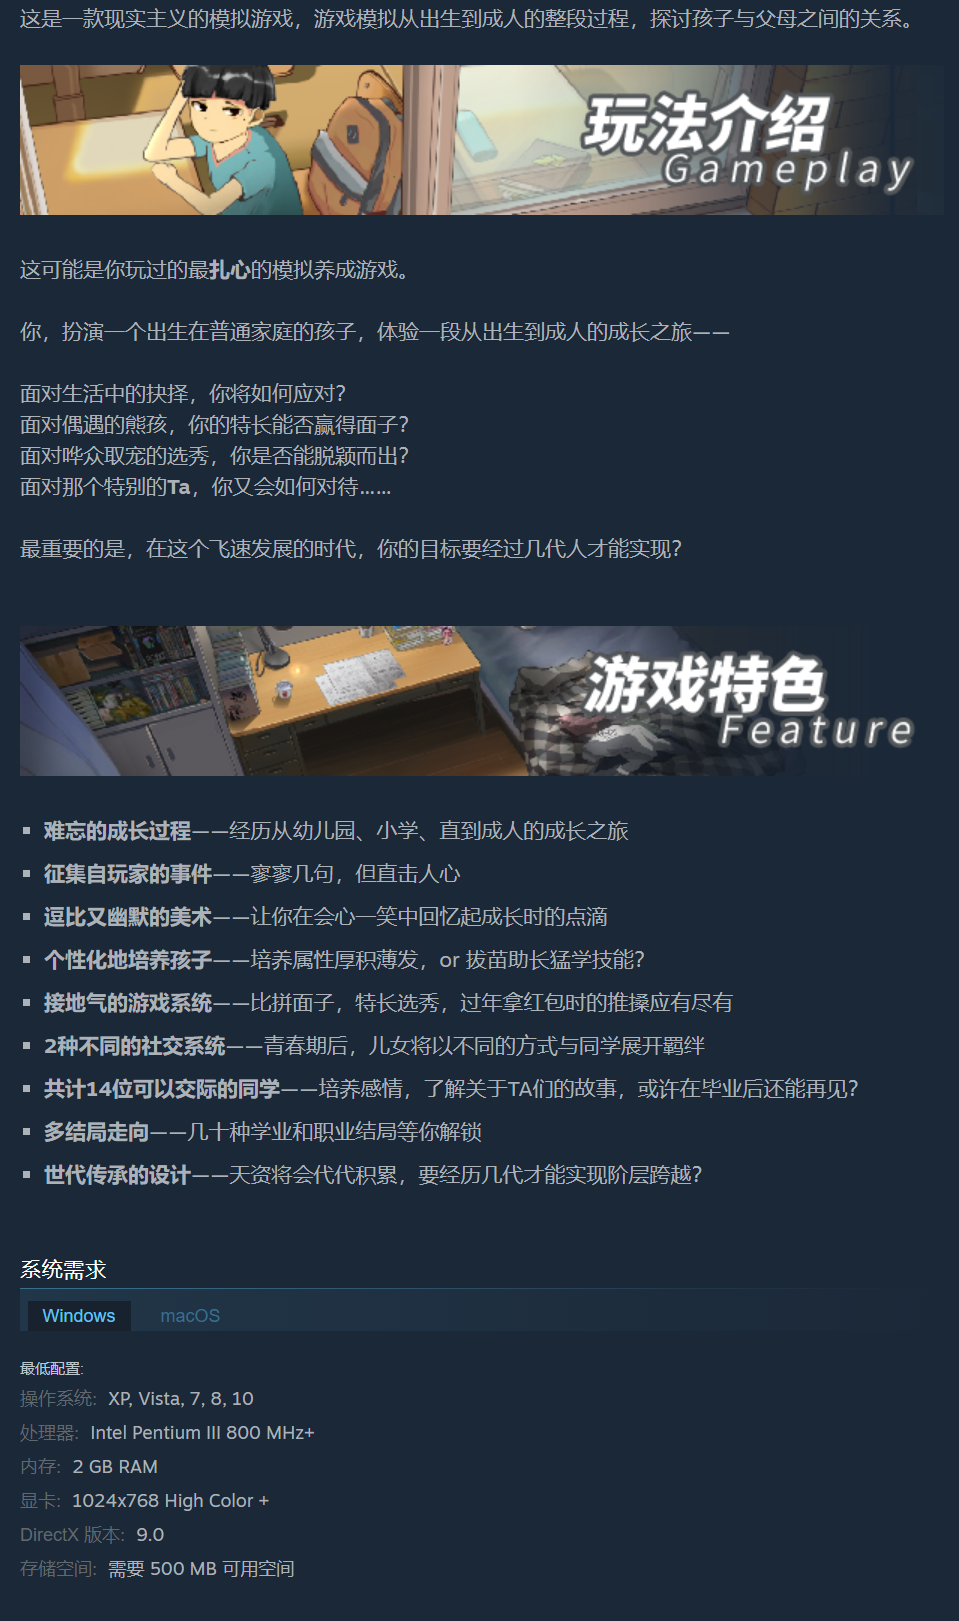 这是一款现实主义的模拟游戏，游戏模拟从出生到成人的整段过程，探讨孩子与父母之间的关系。
玩法介绍
Gameplay
这可能是你玩过的最扎心的模拟养成游戏。
你，扮演一个出生在普通家庭的孩子，体验一段从出生到成人的成长之旅——
面对生活中的抉择，你将如何应对？
面对偶遇的熊孩，你的特长能否赢得面子？
面对哗众取宠的选秀，你是否能脱颖而出？
面对那个特别的Ta，你又会如何对待……
最重要的是，在这个飞速发展的时代，你的目标要经过几代人才能实现？
游戏特色
Feature
难忘的成长过程——经历从幼儿园、小学、直到成人的成长之旅
征集自玩家的事件——寥寥几句，但直击人心
逗比又幽默的美术——让你在会心一笑中回忆起成长时的点滴
个性化地培养孩子——培养属性厚积薄发，or 拔苗助长猛学技能？
接地气的游戏系统——比拼面子，特长选秀，过年拿红包时的推搡应有尽有
2种不同的社交系统——青春期后，儿女将以不同的方式与同学展开羁绊
共计14位可以交际的同学——培养感情，了解关于TA们的故事，或许在毕业后还能再见？
多结局走向——几十种学业和职业结局等你解锁
世代传承的设计——天资将会代代积累，要经历几代才能实现阶层跨越？
系统需求
Windows macOS
最低配置:
操作系统: XP, Vista, 7, 8, 10
处理器: Intel Pentium III 800 MHz+
内存: 2 GB RAM
显卡: 1024x768 High Color +
DirectX 版本: 9.0
存储空间: 需要 500 MB 可用空间